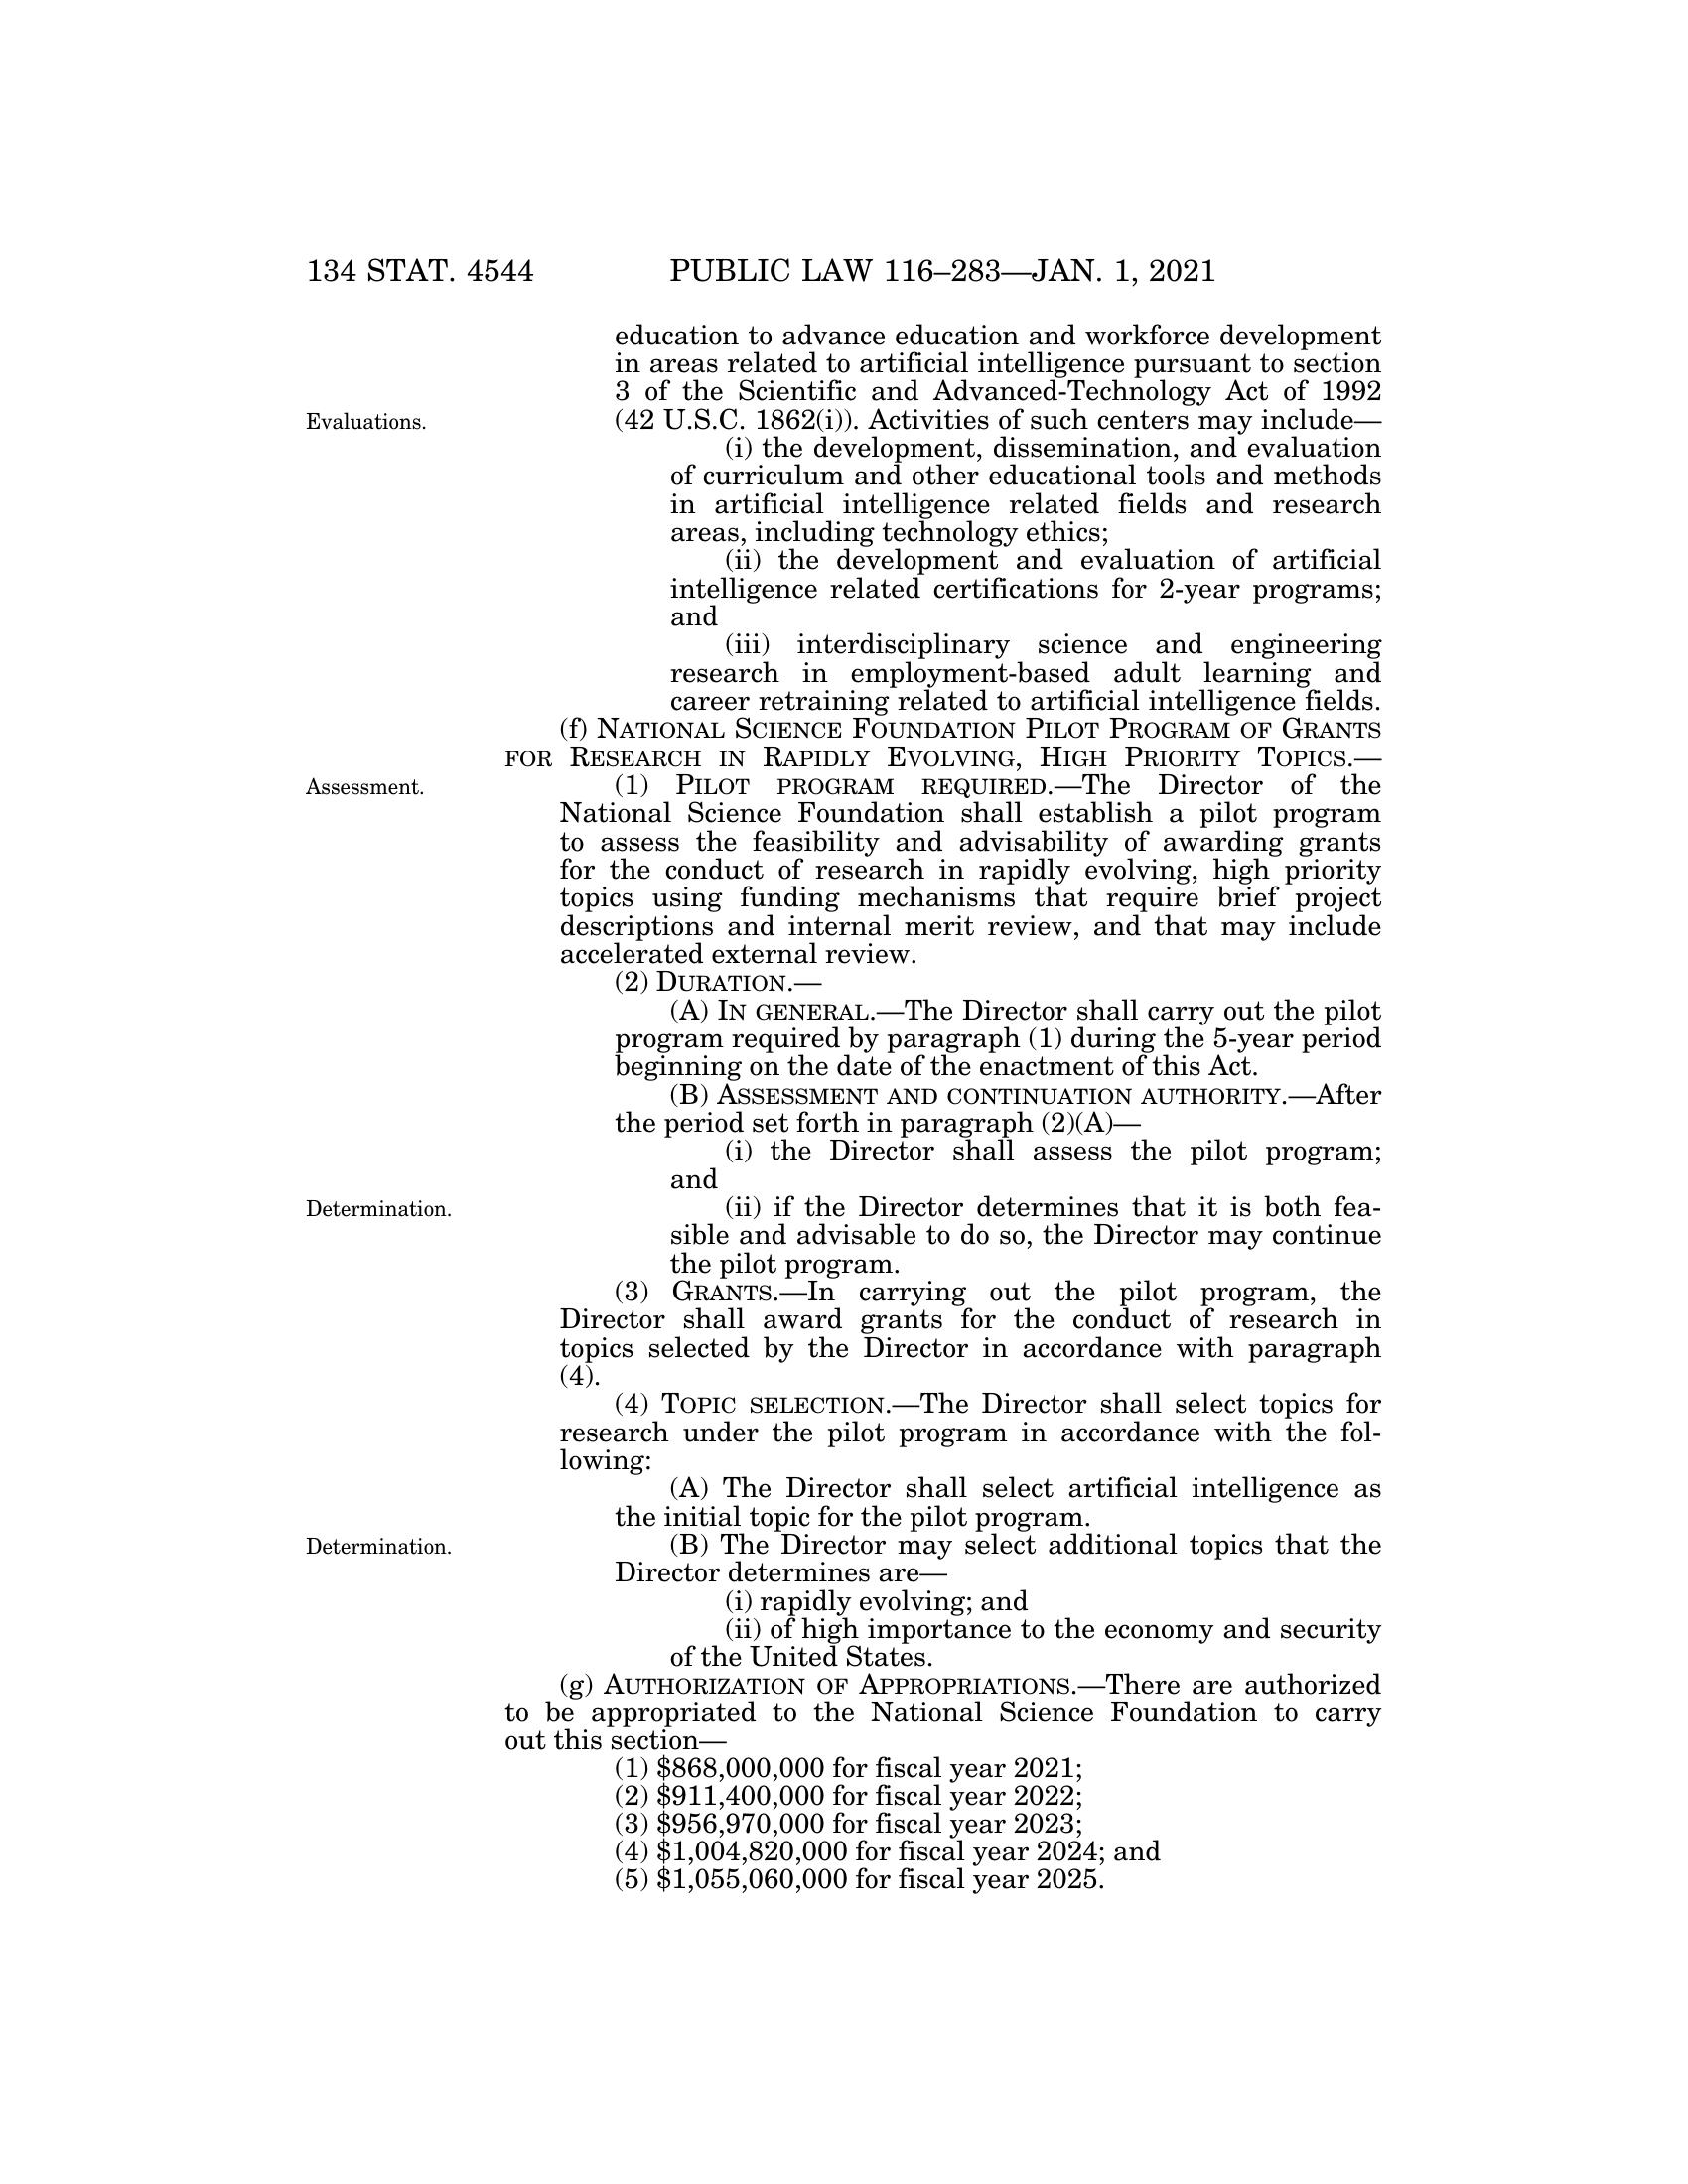 134 STAT. 4544 PUBLIC LAW 116–283—JAN. 1, 2021
education to advance education and workforce development
in areas related to artificial intelligence pursuant to section
3 of the Scientific and Advanced-Technology Act of 1992
Evaluations.
(42 U.S.C. 1862(i)). Activities of such centers may include—
(i) the development, dissemination, and evaluation
of curriculum and other educational tools and methods
in artificial intelligence related fields and research
areas, including technology ethics;
(ii) the development and evaluation of artificial
intelligence related certifications for 2-year programs;
and
(iii) interdisciplinary science and engineering
research in employment-based adult learning and
career retraining related to artificial intelligence fields.
(f) NATIONAL SCIENCE FOUNDATION PILOT PROGRAM OF GRANTS
FOR RESEARCH IN RAPIDLY EVOLVING, HIGH PRIORITY TOPICS.—
Assessment.
(1) PILOT PROGRAM REQUIRED.—The Director of the
National Science Foundation shall establish a pilot program
to assess the feasibility and advisability of awarding grants
for the conduct of research in rapidly evolving, high priority
topics using funding mechanisms that require brief project
descriptions and internal merit review, and that may include
accelerated external review.
(2) DURATION.—
(A) IN GENERAL.—The Director shall carry out the pilot
program required by paragraph (1) during the 5-year period
beginning on the date of the enactment of this Act.
(B) ASSESSMENT AND CONTINUATION AUTHORITY.—After
the period set forth in paragraph (2)(A)—
(i) the Director shall assess the pilot program;
and
Determination.
(ii) if the Director determines that it is both fea-
sible and advisable to do so, the Director may continue
the pilot program.
(3) GRANTS.—In carrying out the pilot program, the
Director shall award grants for the conduct of research in
topics selected by the Director in accordance with paragraph
(4).
(4) TOPIC SELECTION.—The Director shall select topics for
research under the pilot program in accordance with the fol-
lowing:
(A) The Director shall select artificial intelligence as
the initial topic for the pilot program.
Determination.
(B) The Director may select additional topics that the
Director determines are—
(i) rapidly evolving; and
(ii) of high importance to the economy and security
of the United States.
(g) AUTHORIZATION OF APPROPRIATIONS.—There are authorized
to be appropriated to the National Science Foundation to carry
out this section—
(1) $868,000,000 for fiscal year 2021;
(2) $911,400,000 for fiscal year 2022;
(3) $956,970,000 for fiscal year 2023;
(4) $1,004,820,000 for fiscal year 2024; and
(5) $1,055,060,000 for fiscal year 2025.